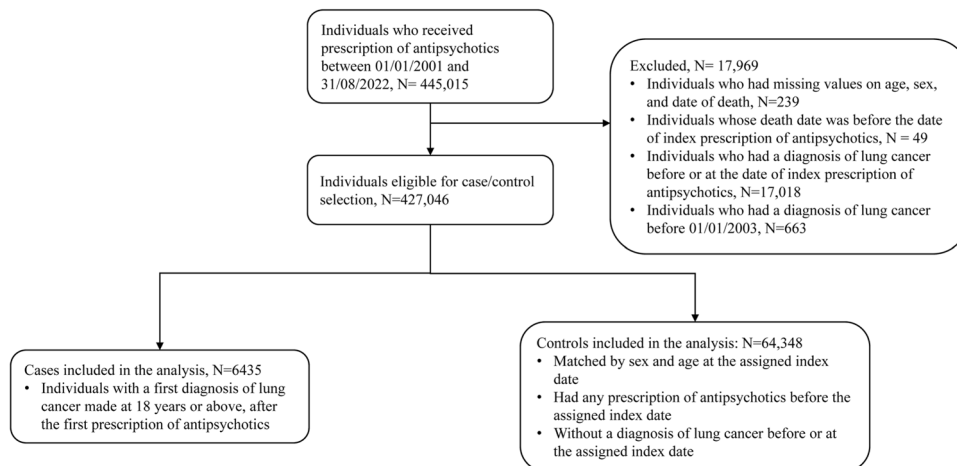 Individuals who received
prescription of antipsychotics
between 01/01/2001 and
31/08/2022, N= 445,015
Excluded, N= 17,969
• Individuals who had missing values on age, sex,
and date of death, N=239
• Individuals whose death date was before the date
of index prescription of antipsychotics, N = 49
• Individuals who had a diagnosis of lung cancer
before or at the date of index prescription of
antipsychotics, N=17,018
• Individuals who had a diagnosis of lung cancer
before 01/01/2003, N=663
Individuals eligible for case/control
selection, N=427,046
Cases included in the analysis, N=6435
• Individuals with a first diagnosis of lung
cancer made at 18 years or above, after
the first prescription of antipsychotics
Controls included in the analysis: N=64,348
• Matched by sex and age at the assigned index
date
• Had any prescription of antipsychotics before the
assigned index date
• Without a diagnosis of lung cancer before or at
the assigned index date